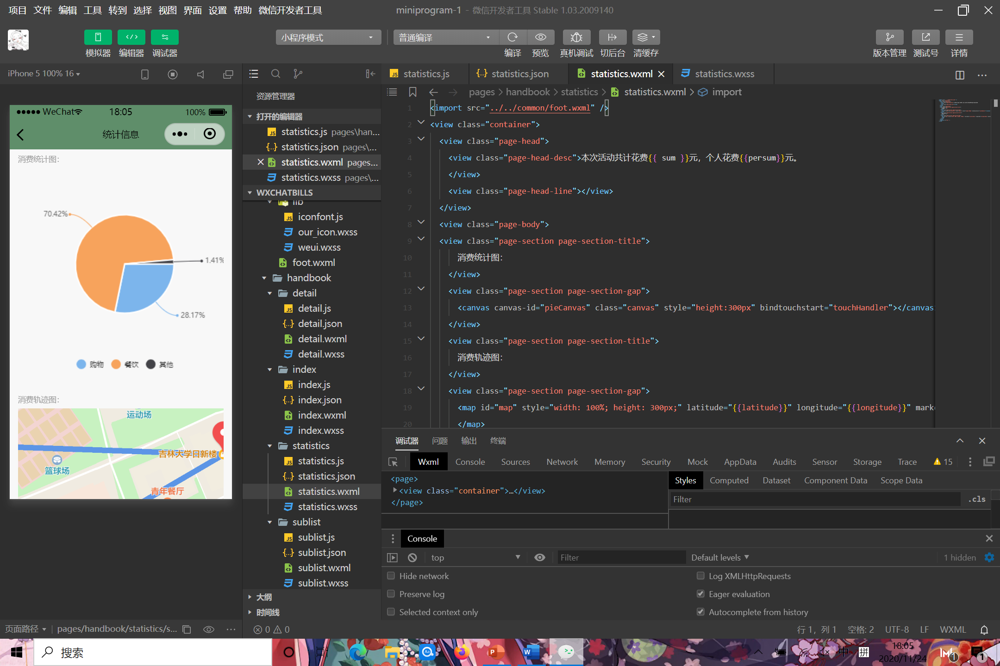 项目 文件 编辑 工具 转到 选择 视图 界面 设置 帮助 微信开发者工具
miniprogram-1 - 微信开发者工具 Stable 1.03.2009140
小程序模式
普通编译
模拟器 编辑器 调试器
编译 预览 真机调试 切后台 清缓存
版本管理 测试号 详情
iPhone 5 100% 16
WeChat 18:05 100%
统计信息
消费统计图:
70.42%
1.41%
28.17%
购物 餐饮 其他
消费轨迹图:
运动场
吉林大学日新楼
篮球场
青年餐厅
页面路径 pages/handbook/statistics/s...
资源管理器
打开的编辑器
JS statistics.js pages\han...
{..} statistics.json pages\...
statistics.wxml pages...
statistics.wxss pages\...
WXCHATBILLS
lib
JS iconfont.js
our_icon.wxss
weui.wxss
foot.wxml
handbook
detail
JS detail.js
{..} detail.json
detail.wxml
detail.wxss
index
JS index.js
{..} index.json
index.wxml
index.wxss
statistics
JS statistics.js
{..} statistics.json
statistics.wxml
statistics.wxss
sublist
JS sublist.js
{..} sublist.json
sublist.wxml
sublist.wxss
大纲
时间线
0 0
JS statistics.js {..} statistics.json statistics.wxml statistics.wxss
pages > handbook > statistics > statistics.wxml > import
1 <import src="../../common/foot.wxml" />
2 <view class="container">
3 <view class="page-head">
4 <view class="page-head-desc">本次活动共计花费{{ sum }}元，个人花费{{persum}}元。
5 </view>
6 <view class="page-head-line"></view>
7 </view>
8 <view class="page-body">
9 <view class="page-section page-section-title">
10 消费统计图:
11 </view>
12 <view class="page-section page-section-gap">
13 <canvas canvas-id="pieCanvas" class="canvas" style="height:300px" bindtouchstart="touchHandler"></canvas
14 </view>
15 <view class="page-section page-section-title">
16 消费轨迹图:
17 </view>
18 <view class="page-section page-section-gap">
19 <map id="map" style="width: 100%; height: 300px;" latitude="{{latitude}}" longitude="{{longitude}}" mark
20 </map>
调试器 问题 输出 终端
Wxml Console Sources Network Memory Security Mock AppData Audits Sensor Storage Trace 15
<page>
<view class="container">…</view>
</page>
Styles Computed Dataset Component Data Scope Data
Filter .cls
Console
top Filter Default levels 1 hidden
Hide network Log XMLHttpRequests
Preserve log Eager evaluation
Selected context only Autocomplete from history
行 1，列 1 空格: 2 UTF-8 LF WXML
搜索
Aa
P
W
中 拼
18:05
2020/11/24
1
1